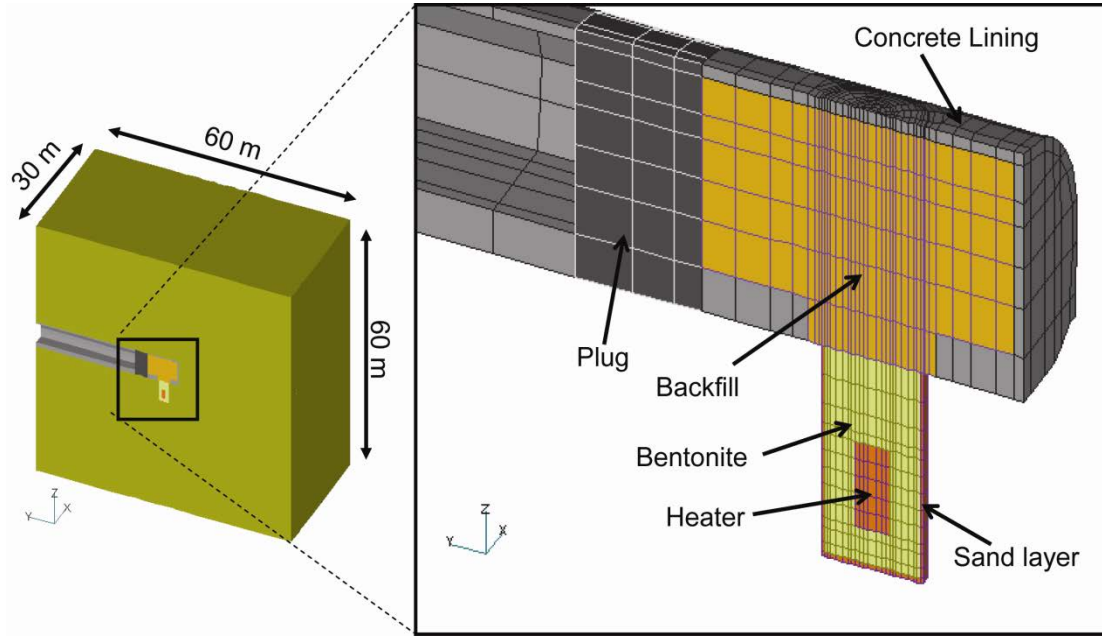 60 m
30 m
60 m
Z
Y
X
Concrete Lining
Plug
Backfill
Bentonite
Heater
Sand layer
Z
Y
X